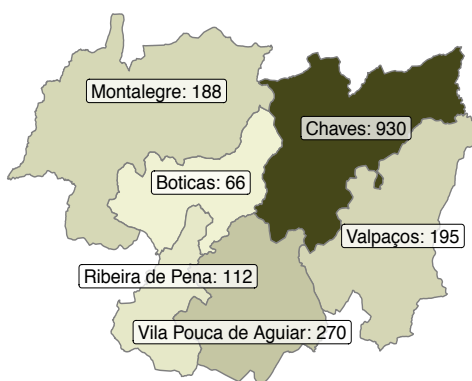 Montalegre: 188
Chaves: 930
Boticas: 66
Valpaços: 195
Ribeira de Pena: 112
Vila Pouca de Aguiar: 270